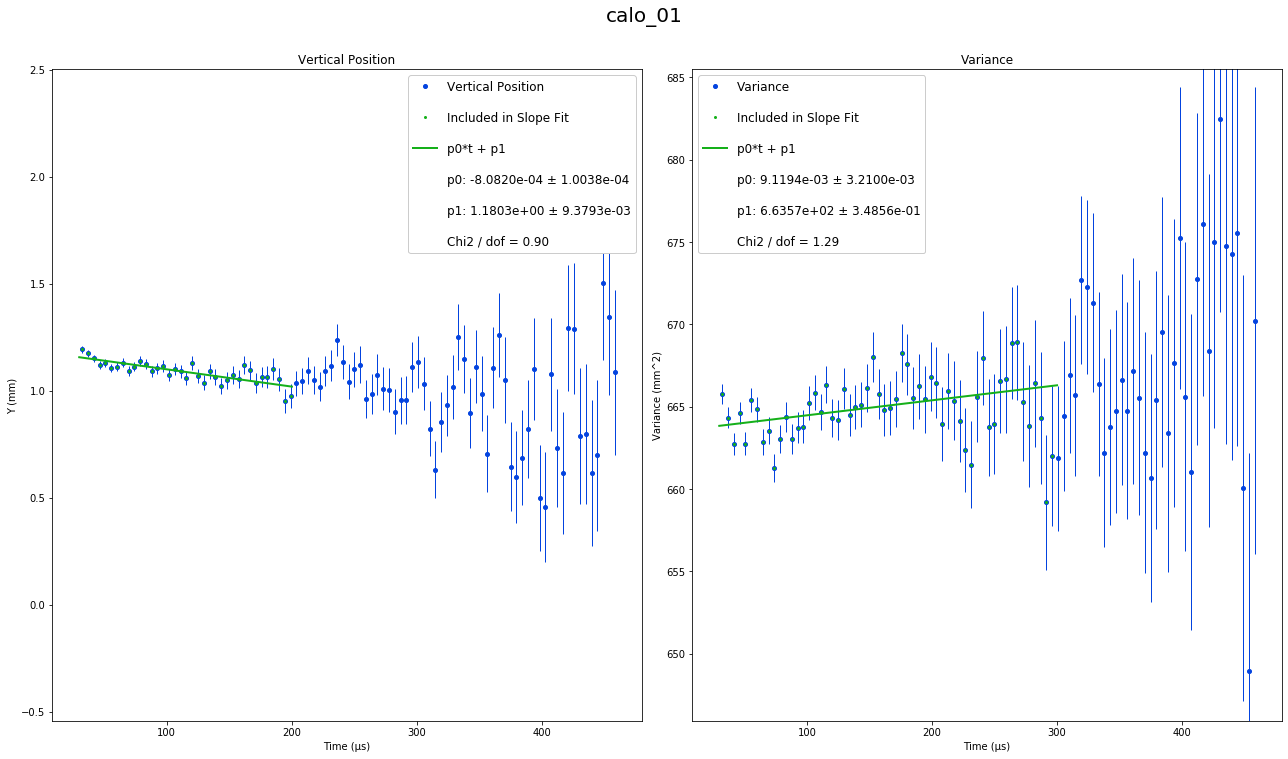 calo_01
Vertical Position
Vertical Position
Included in Slope Fit
p0*t + p1
p0: -8.0820e-04 ± 1.0038e-04
p1: 1.1803e+00 ± 9.3793e-03
Chi2 / dof = 0.90
2.5
2.0
1.5
1.0
0.5
0.0
−0.5
Y (mm)
100
200
300
400
Time (µs)
Variance
Variance
Included in Slope Fit
p0*t + p1
p0: 9.1194e-03 ± 3.2100e-03
p1: 6.6357e+02 ± 3.4856e-01
Chi2 / dof = 1.29
685
680
675
670
665
660
655
650
Variance (mm^2)
100
200
300
400
Time (µs)